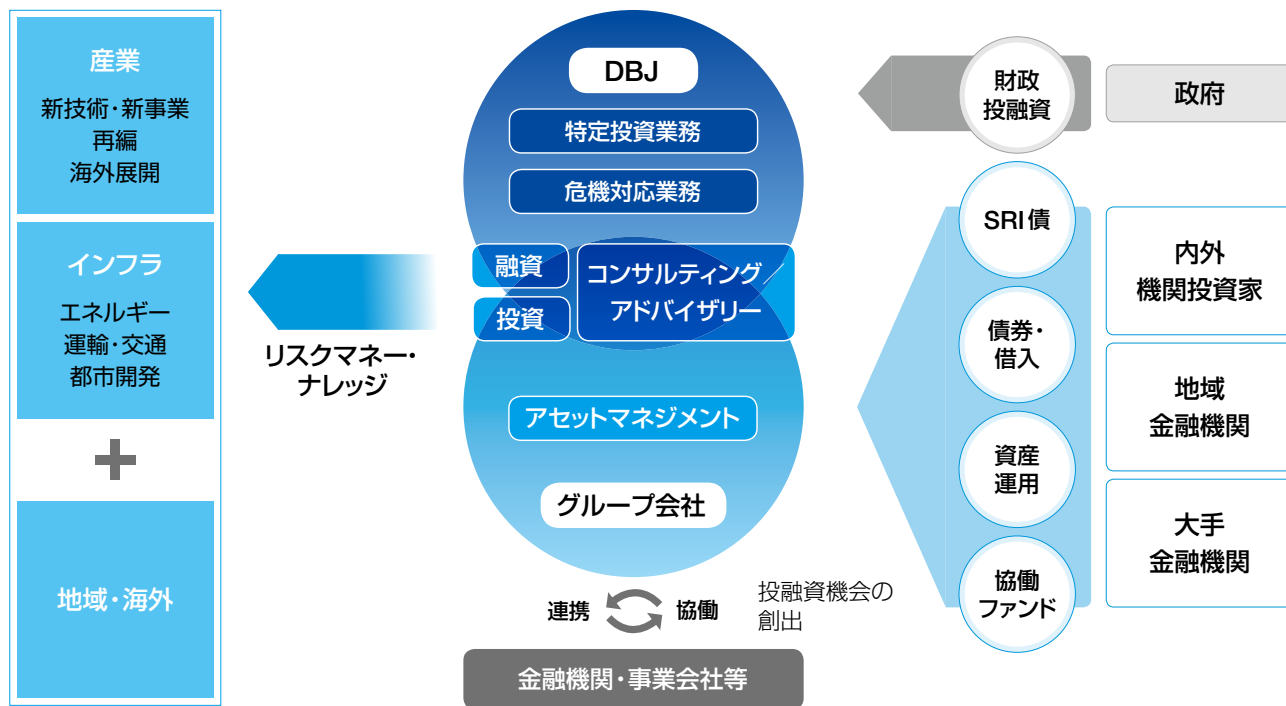 産業
新技術・新事業
再編
海外展開
インフラ
エネルギー
運輸・交通
都市開発
地域・海外
リスクマネー・
ナレッジ
DBJ
特定投資業務
危機対応業務
融資
投資
コンサルティング／
アドバイザリー
アセットマネジメント
グループ会社
連携
協働
投融資機会の
創出
金融機関・事業会社等
財政
投融資
SRI債
債券・
借入
資産
運用
協働
ファンド
政府
内外
機関投資家
地域
金融機関
大手
金融機関